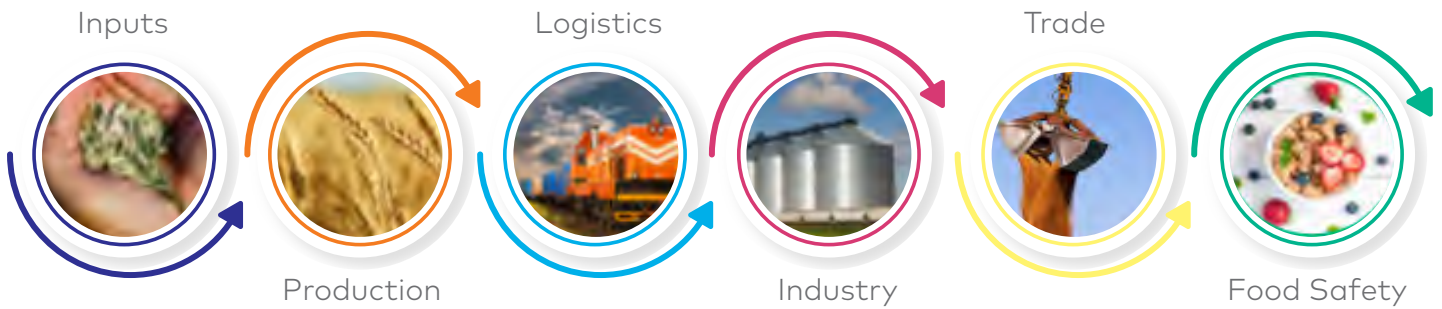 Inputs
Production
Logistics
Industry
Trade
Food Safety